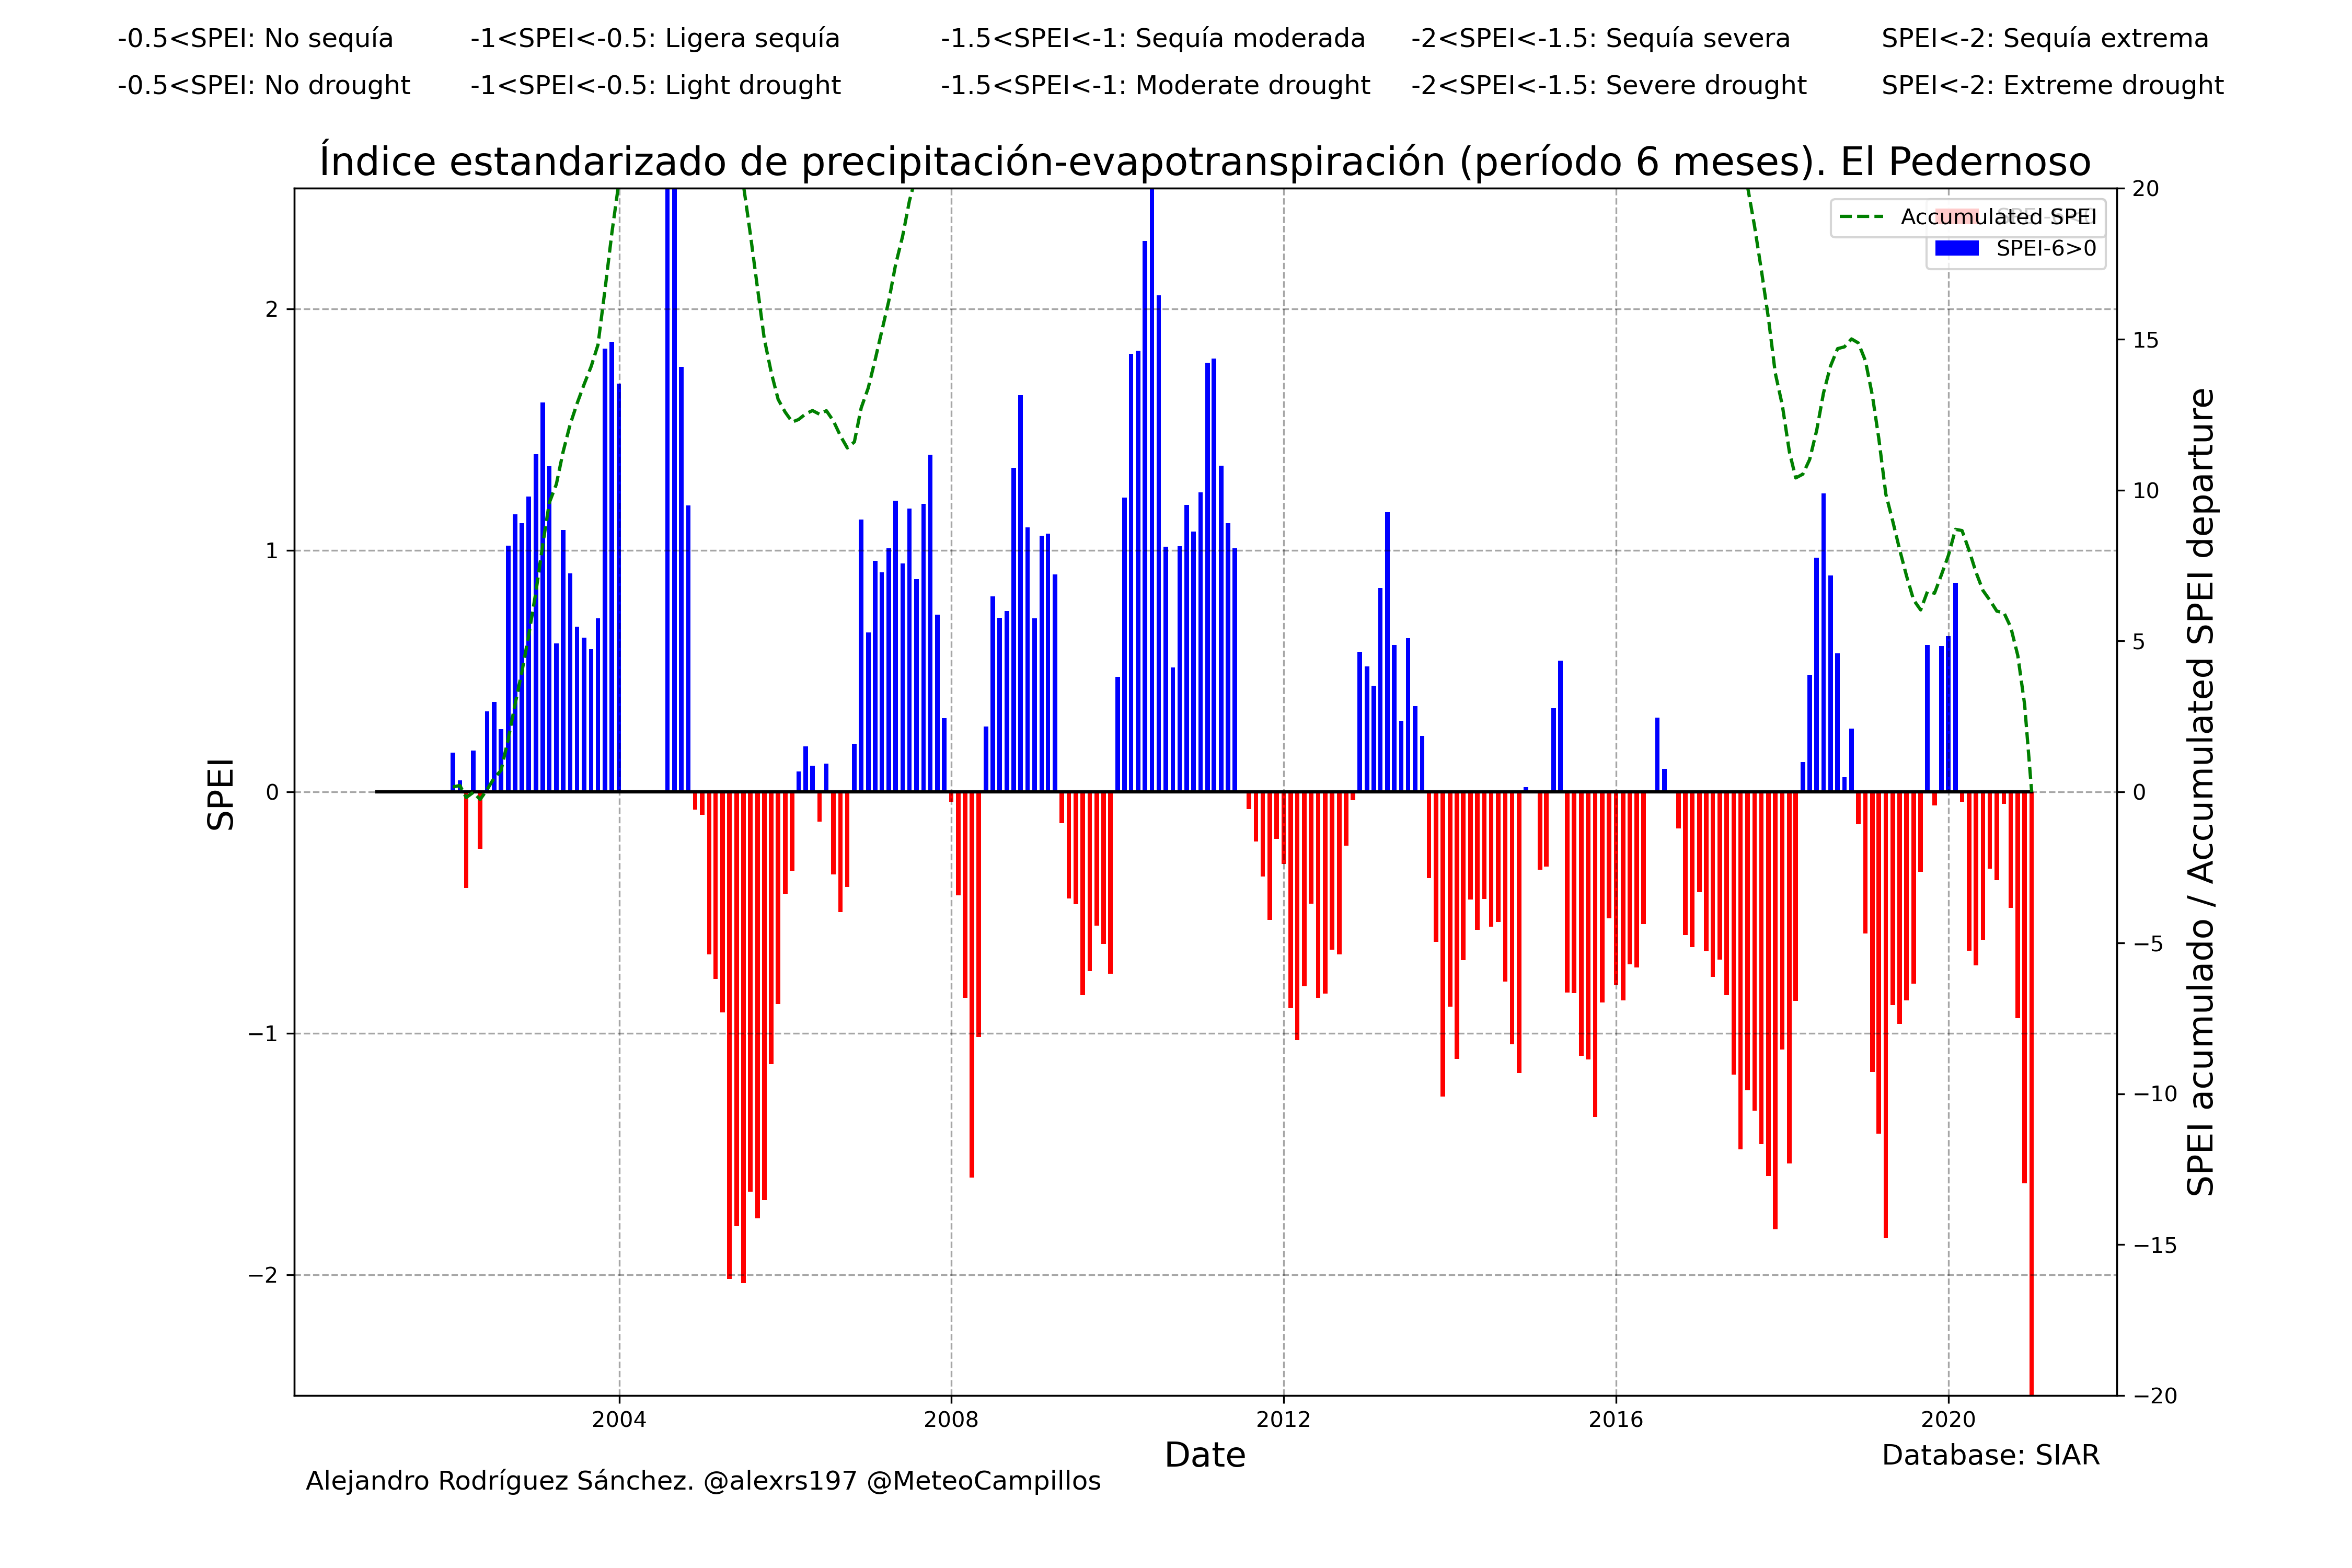 -0.5<SPEI: No sequía -1<SPEI<-0.5: Ligera sequía -1.5<SPEI<-1: Sequía moderada -2<SPEI<-1.5: Sequía severa SPEI<-2: Sequía extrema
-0.5<SPEI: No drought -1<SPEI<-0.5: Light drought -1.5<SPEI<-1: Moderate drought -2<SPEI<-1.5: Severe drought SPEI<-2: Extreme drought
Índice estandarizado de precipitación-evapotranspiración (período 6 meses). El Pedernoso
Accumulated SPEI
SPEI-6>0
SPEI
2
1
0
−1
−2
20
15
10
5
0
−5
−10
−15
−20
SPEI acumulado / Accumulated SPEI departure
2004 2008 2012 2016 2020
Date
Database: SIAR
Alejandro Rodríguez Sánchez. @alexrs197 @MeteoCampillos